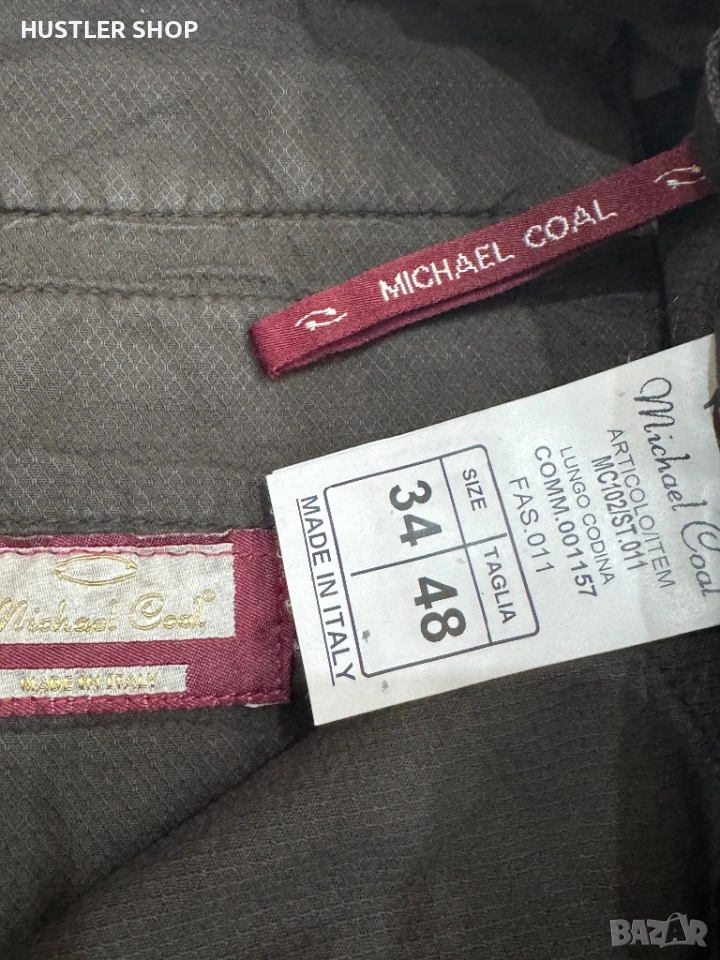 HUSTLER SHOP
MICHAEL COAL
Michael Coal
ARTICOLO/ITEM
MC102/ST.011
LUNGO CODINA
COMM.001157
FAS.011
SIZE
TAGLIA
34
48
MADE IN ITALY
Michael Coal®
MADE IN ITALY
BAZAR